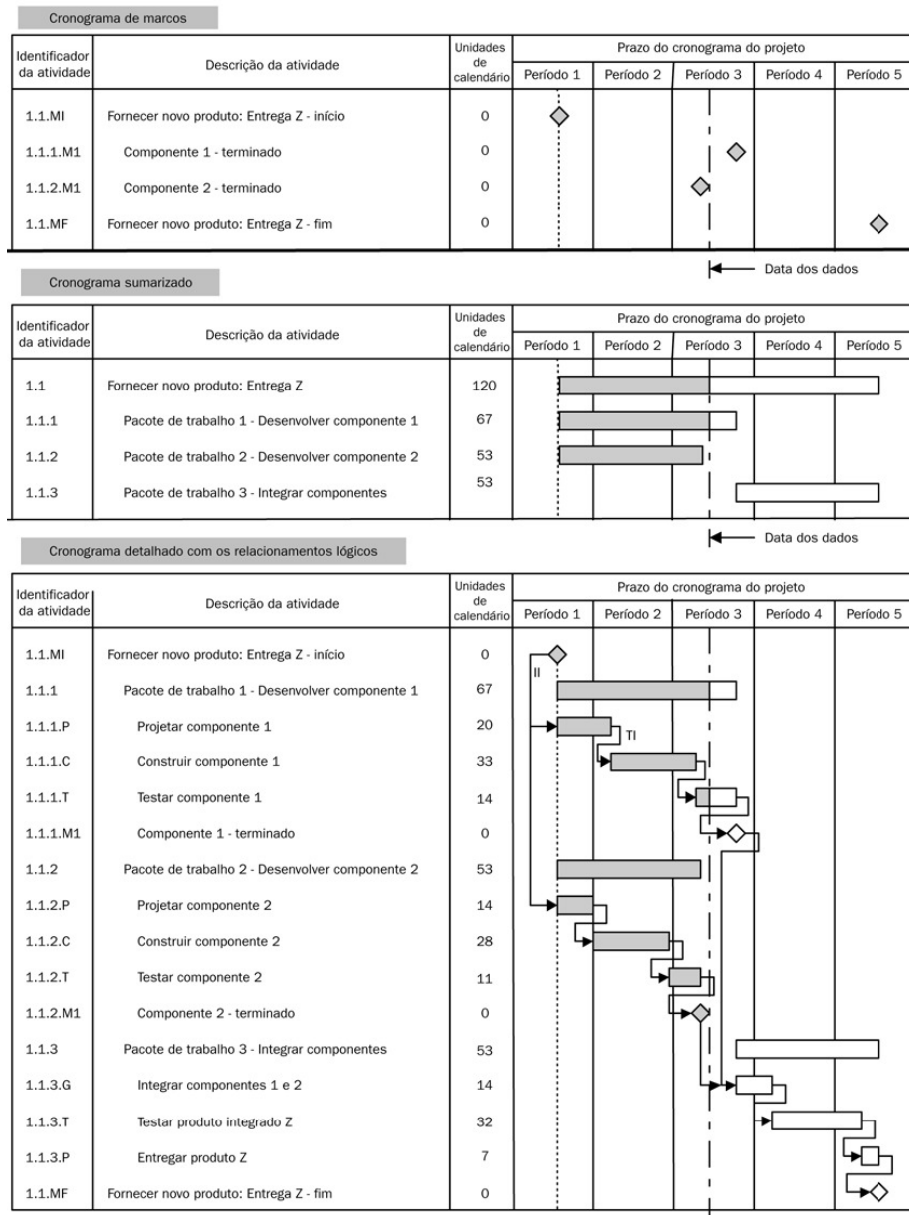 Cronograma de marcos
Identificador da atividade Descrição da atividade Unidades de calendário Prazo do cronograma do projeto
Período 1 Período 2 Período 3 Período 4 Período 5
1.1.MI Fornecer novo produto: Entrega Z - início 0
1.1.1.M1 Componente 1 - terminado 0
1.1.2.M1 Componente 2 - terminado 0
1.1.MF Fornecer novo produto: Entrega Z - fim 0
Data dos dados
Cronograma sumarizado
Identificador da atividade Descrição da atividade Unidades de calendário Prazo do cronograma do projeto
Período 1 Período 2 Período 3 Período 4 Período 5
1.1 Fornecer novo produto: Entrega Z 120
1.1.1 Pacote de trabalho 1 - Desenvolver componente 1 67
1.1.2 Pacote de trabalho 2 - Desenvolver componente 2 53
1.1.3 Pacote de trabalho 3 - Integrar componentes 53
Data dos dados
Cronograma detalhado com os relacionamentos lógicos
Identificador da atividade Descrição da atividade Unidades de calendário Prazo do cronograma do projeto
Período 1 Período 2 Período 3 Período 4 Período 5
1.1.MI Fornecer novo produto: Entrega Z - início 0
II
1.1.1 Pacote de trabalho 1 - Desenvolver componente 1 67
1.1.1.P Projetar componente 1 20
TI
1.1.1.C Construir componente 1 33
1.1.1.T Testar componente 1 14
1.1.1.M1 Componente 1 - terminado 0
1.1.2 Pacote de trabalho 2 - Desenvolver componente 2 53
1.1.2.P Projetar componente 2 14
1.1.2.C Construir componente 2 28
1.1.2.T Testar componente 2 11
1.1.2.M1 Componente 2 - terminado 0
1.1.3 Pacote de trabalho 3 - Integrar componentes 53
1.1.3.G Integrar componentes 1 e 2 14
1.1.3.T Testar produto integrado Z 32
1.1.3.P Entregar produto Z 7
1.1.MF Fornecer novo produto: Entrega Z - fim 0